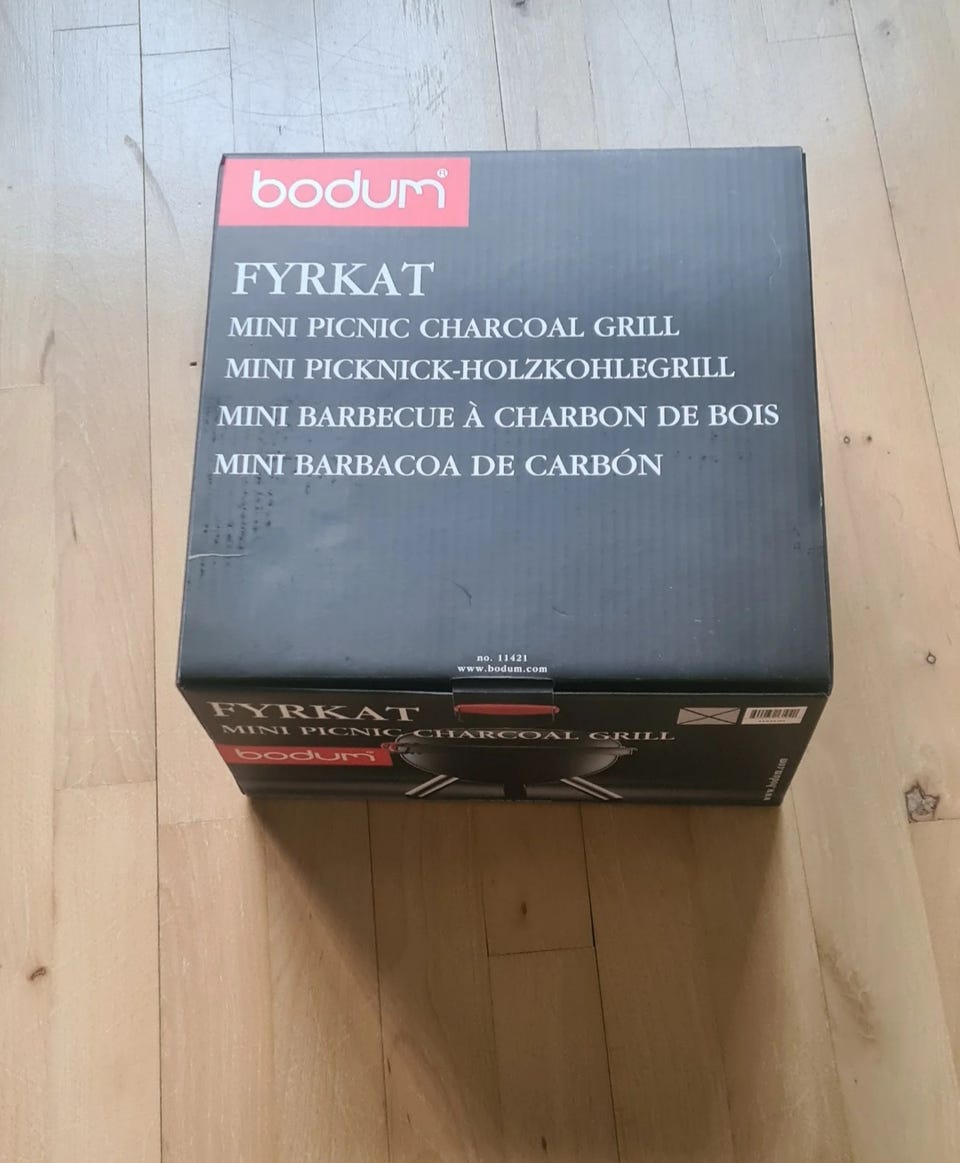 bodum®
FYRKAT
MINI PICNIC CHARCOAL GRILL
MINI PICKNICK-HOLZKOHLEGRILL
MINI BARBECUE À CHARBON DE BOIS
MINI BARBACOA DE CARBÓN
no. 11421
www.bodum.com
FYRKAT
MINI PICNIC CHARCOAL GRILL
bodum